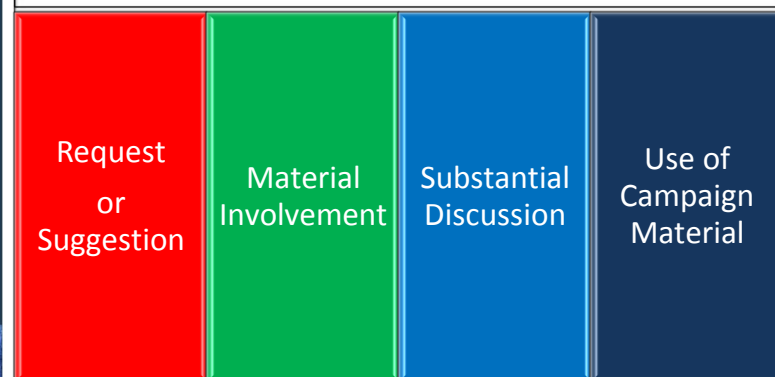 Request
or
Suggestion
Material
Involvement
Substantial
Discussion
Use of
Campaign
Material